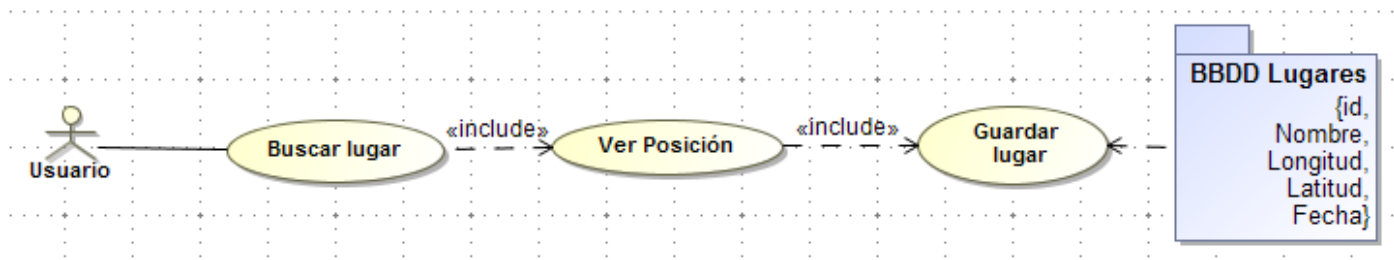 Usuario
Buscar lugar
«include»
Ver Posición
«include»
Guardar
lugar
BBDD Lugares
{id,
Nombre,
Longitud,
Latitud,
Fecha}